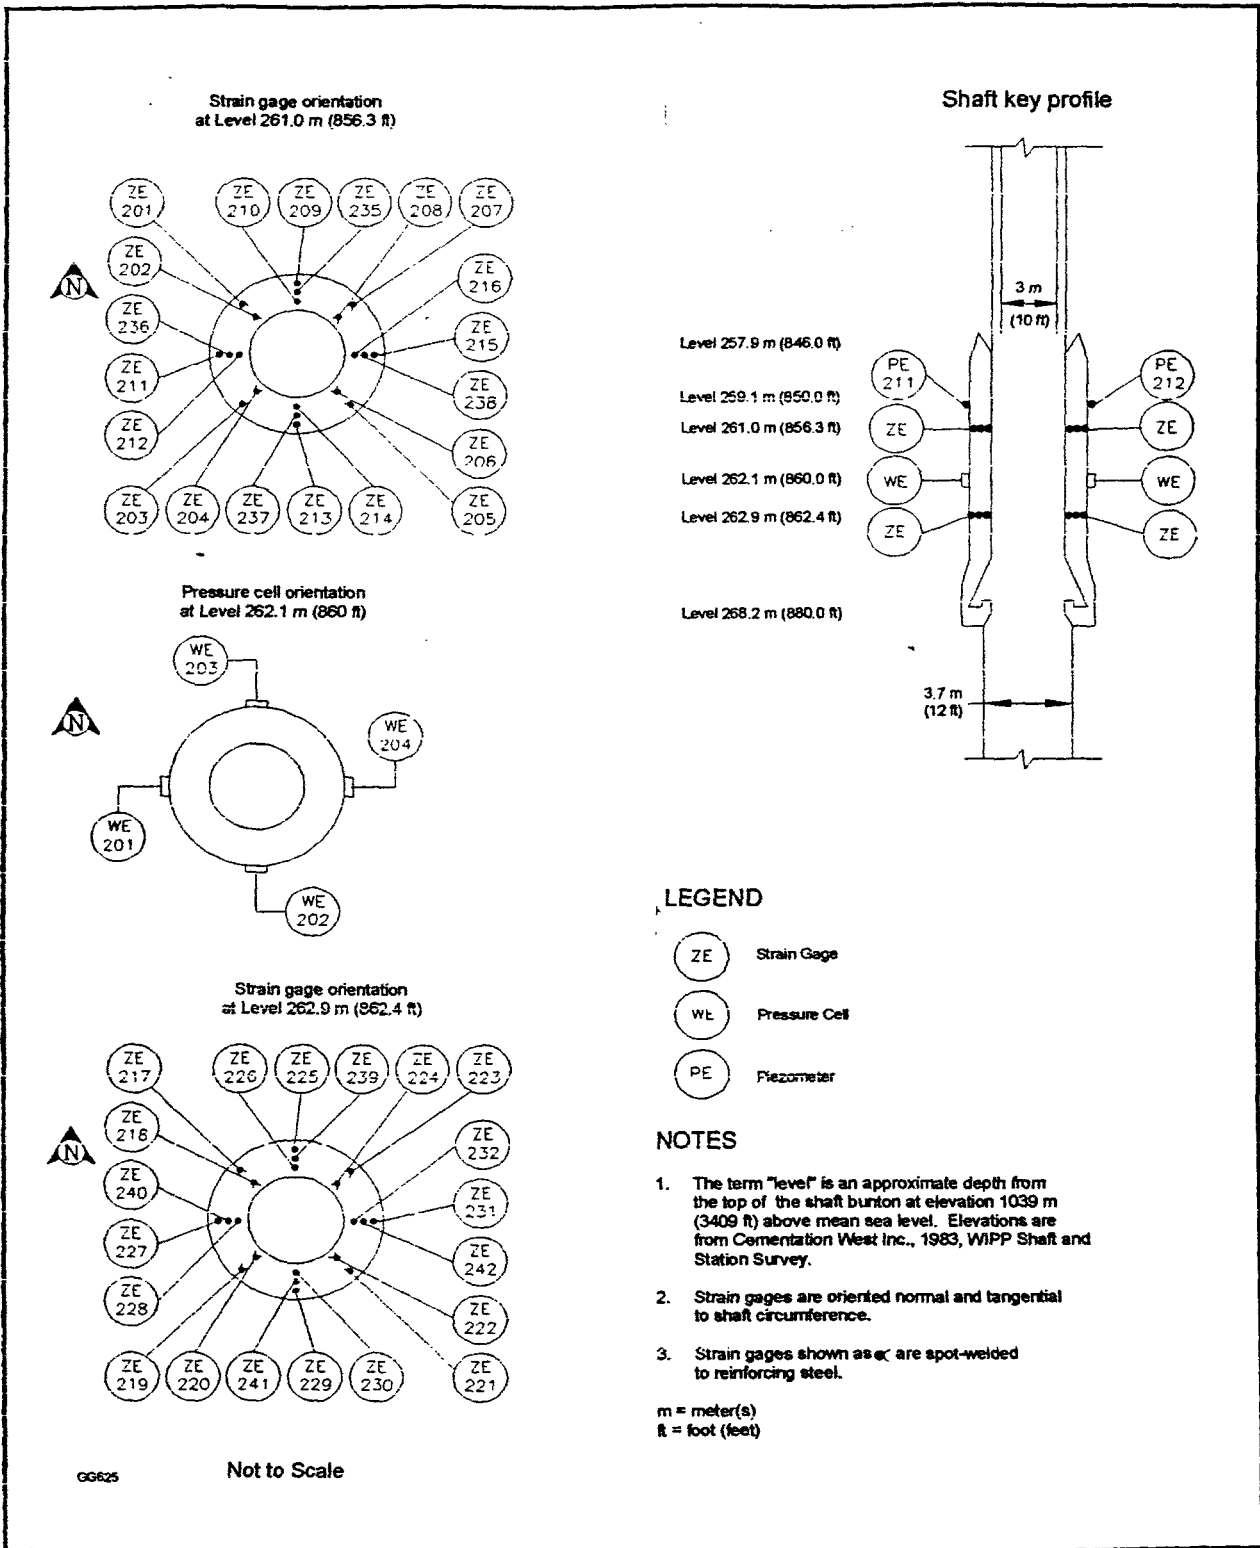 Strain gage orientation
at Level 261.0 m (856.3 ft)
ZE
201
ZE
210
ZE
209
ZE
235
ZE
208
ZE
207
ZE
202
ZE
216
N
ZE
236
ZE
215
ZE
211
ZE
238
ZE
212
ZE
206
ZE
203
ZE
204
ZE
237
ZE
213
ZE
214
ZE
205
Pressure cell orientation
at Level 262.1 m (860 ft)
WE
203
N
WE
204
WE
201
WE
202
Strain gage orientation
at Level 262.9 m (862.4 ft)
ZE
217
ZE
226
ZE
225
ZE
239
ZE
224
ZE
223
ZE
218
ZE
232
N
ZE
240
ZE
231
ZE
227
ZE
242
ZE
228
ZE
222
ZE
219
ZE
220
ZE
241
ZE
229
ZE
230
ZE
221
GG625
Not to Scale
Shaft key profile
3 m
(10 ft)
Level 257.9 m (846.0 ft)
PE
211
PE
212
Level 259.1 m (850.0 ft)
Level 261.0 m (856.3 ft)
ZE
ZE
Level 262.1 m (860.0 ft)
WE
WE
Level 262.9 m (862.4 ft)
ZE
ZE
Level 268.2 m (880.0 ft)
3.7 m
(12 ft)
LEGEND
ZE Strain Gage
WE Pressure Cell
PE Piezometer
NOTES
1. The term "level" is an approximate depth from
the top of the shaft bunton at elevation 1039 m
(3409 ft) above mean sea level. Elevations are
from Cementation West Inc., 1983, WIPP Shaft and
Station Survey.
2. Strain gages are oriented normal and tangential
to shaft circumference.
3. Strain gages shown as are spot-welded
to reinforcing steel.
m = meter(s)
ft = foot (feet)